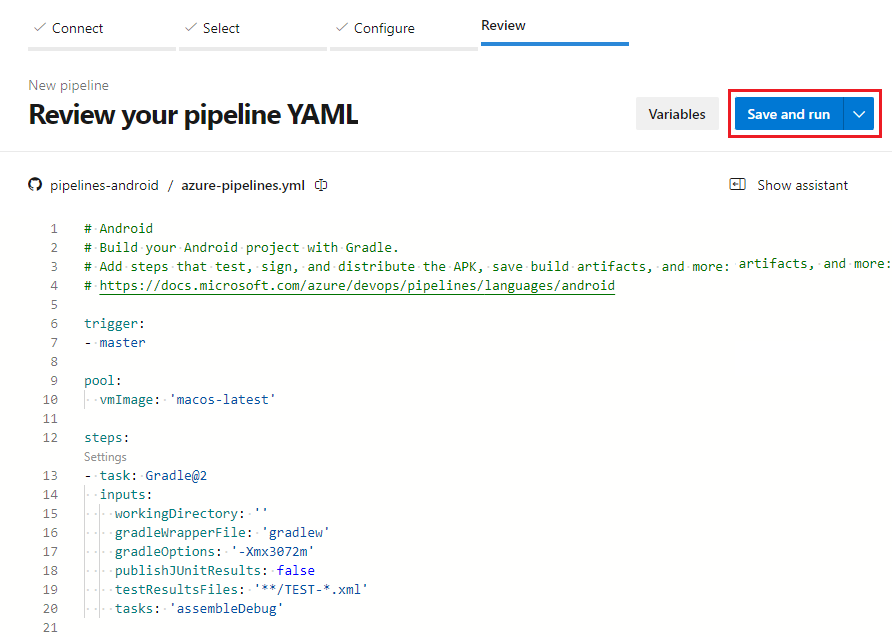 Connect Select Configure Review
New pipeline
Review your pipeline YAML
Variables Save and run
pipelines-android / azure-pipelines.yml Show assistant
1 # Android
2 # Build your Android project with Gradle.
3 # Add steps that test, sign, and distribute the APK, save build artifacts, and more: artifacts, and more:
4 # https://docs.microsoft.com/azure/devops/pipelines/languages/android
5
6 trigger:
7 - master
8
9 pool:
10 vmImage: 'macos-latest'
11
12 steps:
Settings
13 - task: Gradle@2
14 inputs:
15 workingDirectory: ''
16 gradleWrapperFile: 'gradlew'
17 gradleOptions: '-Xmx3072m'
18 publishJUnitResults: false
19 testResultsFiles: '**/TEST-*.xml'
20 tasks: 'assembleDebug'
21